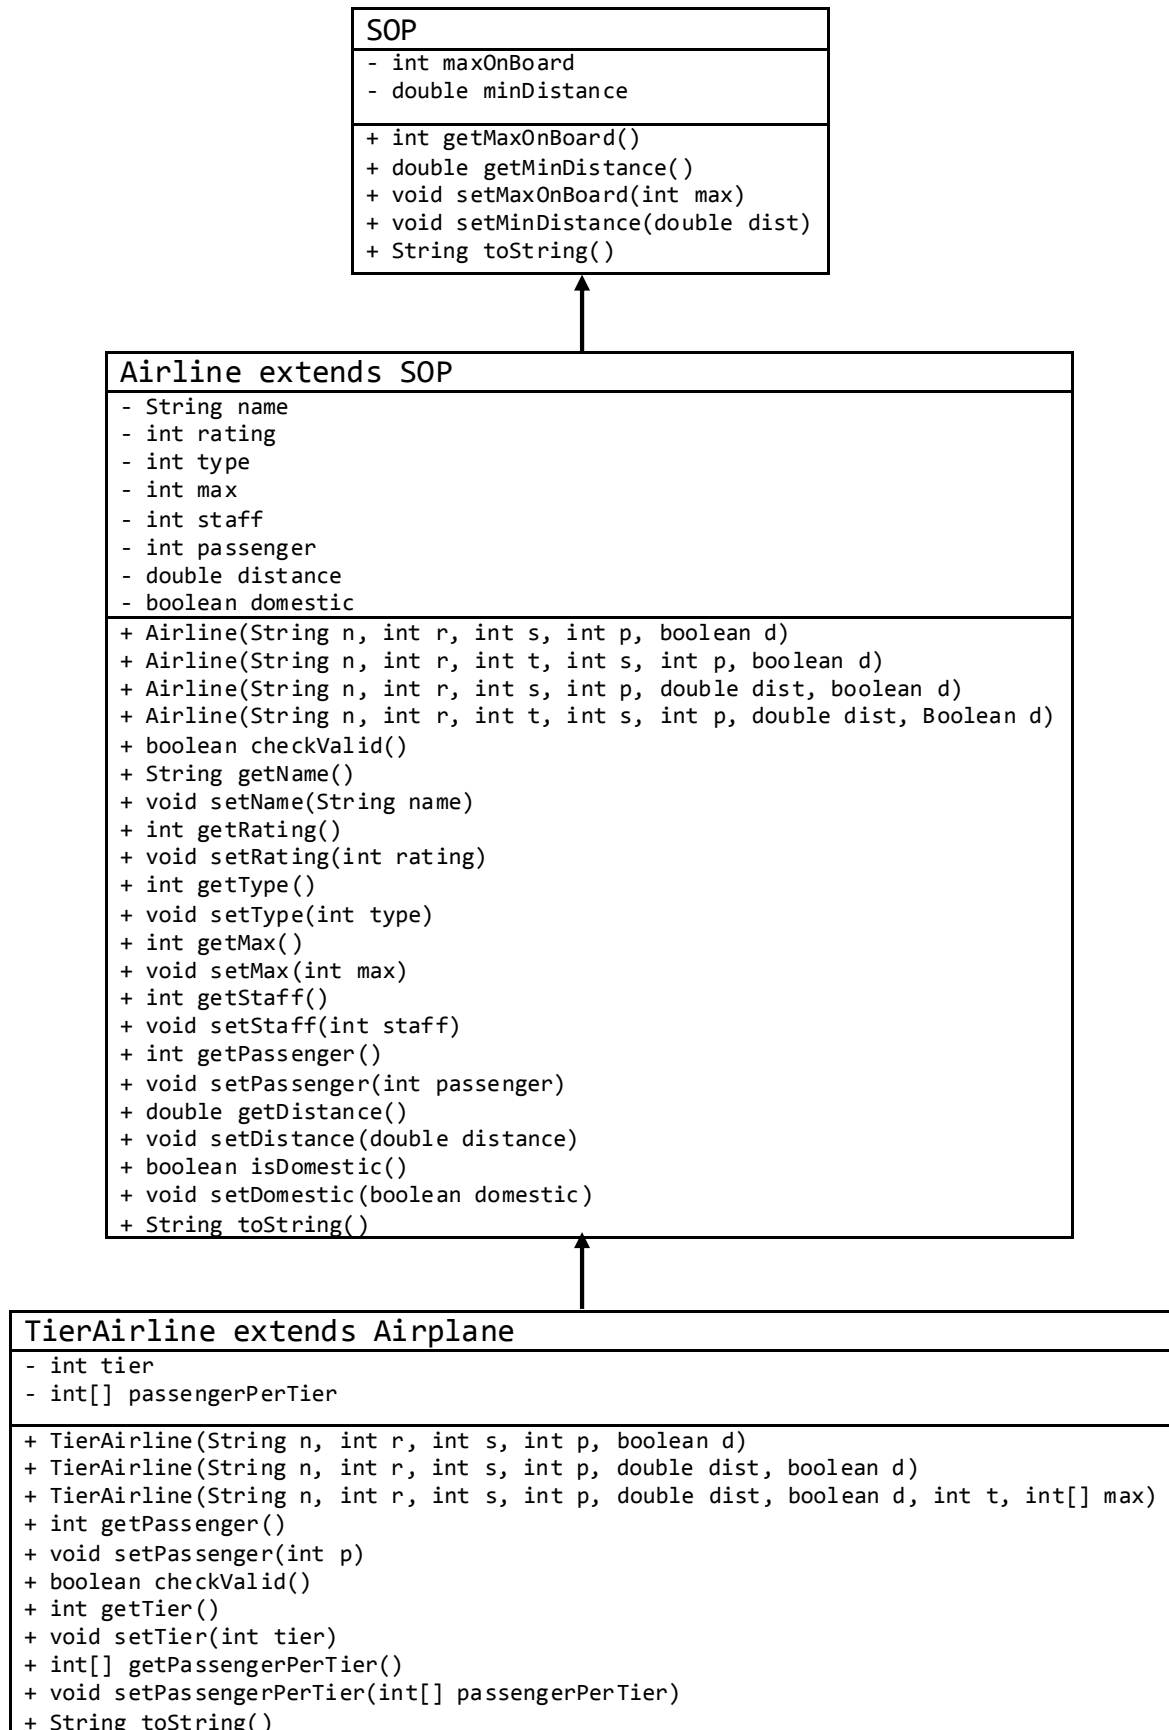 SOP
- int maxOnBoard
- double minDistance
+ int getMaxOnBoard()
+ double getMinDistance()
+ void setMaxOnBoard(int max)
+ void setMinDistance(double dist)
+ String toString()
Airline extends SOP
- String name
- int rating
- int type
- int max
- int staff
- int passenger
- double distance
- boolean domestic
+ Airline(String n, int r, int s, int p, boolean d)
+ Airline(String n, int r, int t, int s, int p, boolean d)
+ Airline(String n, int r, int s, int p, double dist, boolean d)
+ Airline(String n, int r, int t, int s, int p, double dist, Boolean d)
+ boolean checkValid()
+ String getName()
+ void setName(String name)
+ int getRating()
+ void setRating(int rating)
+ int getType()
+ void setType(int type)
+ int getMax()
+ void setMax(int max)
+ int getStaff()
+ void setStaff(int staff)
+ int getPassenger()
+ void setPassenger(int passenger)
+ double getDistance()
+ void setDistance(double distance)
+ boolean isDomestic()
+ void setDomestic(boolean domestic)
+ String toString()
TierAirline extends Airplane
- int tier
- int[] passengerPerTier
+ TierAirline(String n, int r, int s, int p, boolean d)
+ TierAirline(String n, int r, int s, int p, double dist, boolean d)
+ TierAirline(String n, int r, int s, int p, double dist, boolean d, int t, int[] max)
+ int getPassenger()
+ void setPassenger(int p)
+ boolean checkValid()
+ int getTier()
+ void setTier(int tier)
+ int[] getPassengerPerTier()
+ void setPassengerPerTier(int[] passengerPerTier)
+ String toString()